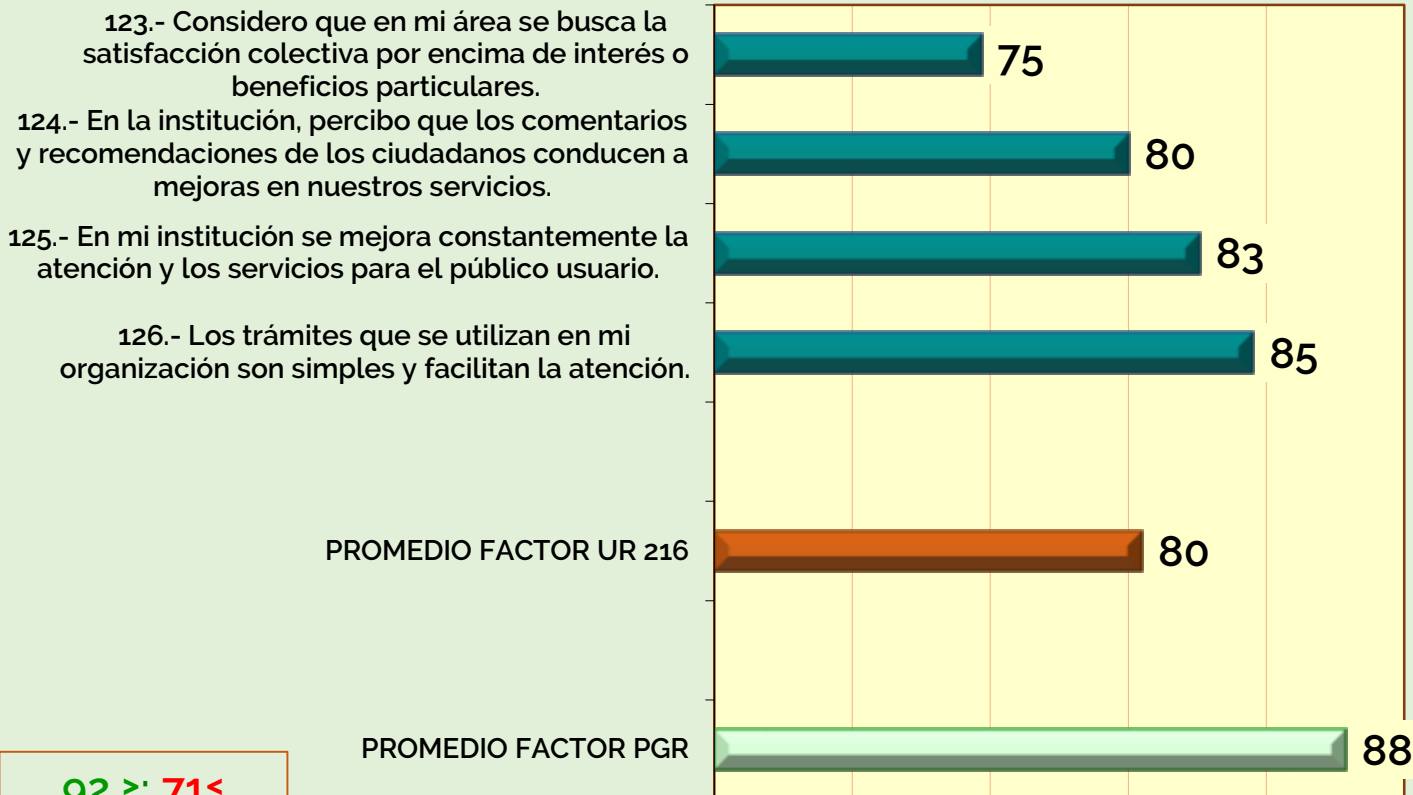 123.- Considero que en mi área se busca la
satisfacción colectiva por encima de interés o
beneficios particulares.
75
124.- En la institución, percibo que los comentarios
y recomendaciones de los ciudadanos conducen a
mejoras en nuestros servicios.
80
125.- En mi institución se mejora constantemente la
atención y los servicios para el público usuario.
83
126.- Los trámites que se utilizan en mi
organización son simples y facilitan la atención.
85
PROMEDIO FACTOR UR 216
80
PROMEDIO FACTOR PGR
88
92 >; 71<